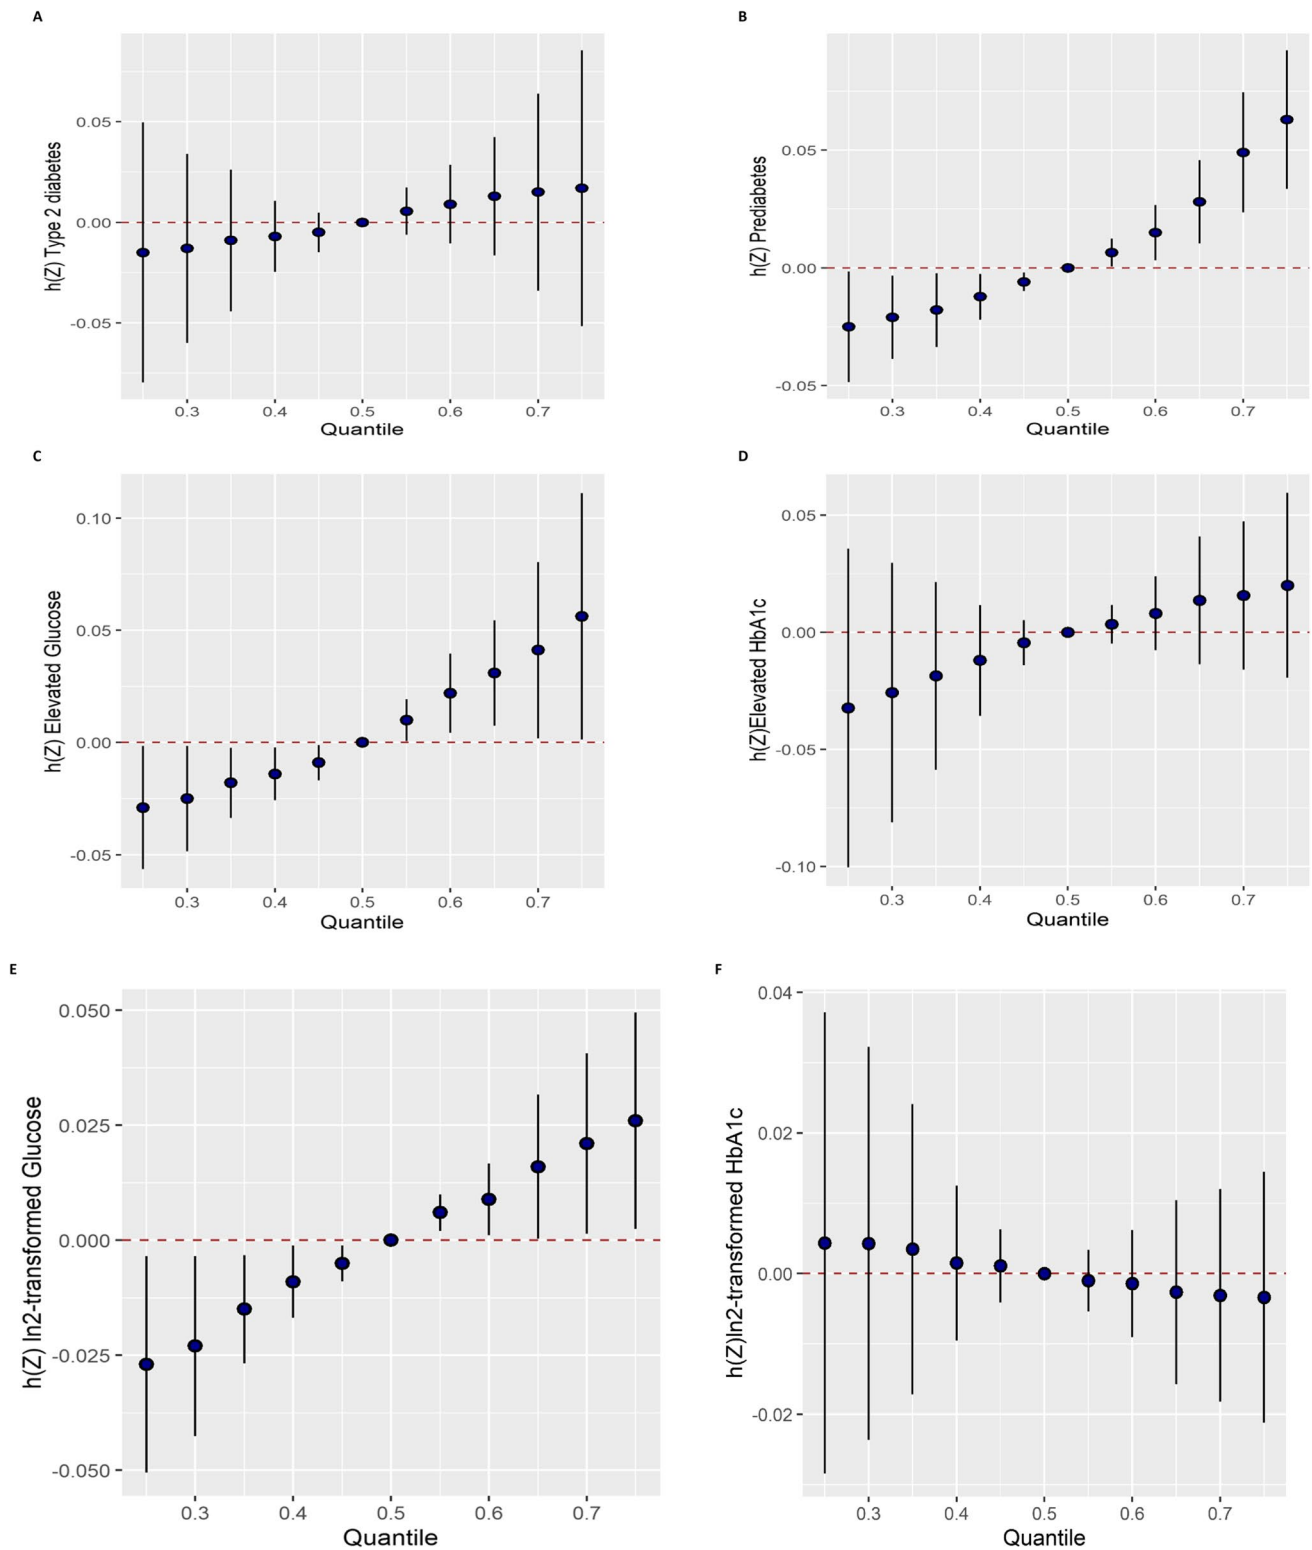 A
h(Z) Type 2 diabetes
0.05
0.00
-0.05
0.3 0.4 0.5 0.6 0.7
Quantile
B
h(Z) Prediabetes
0.05
0.00
-0.05
0.3 0.4 0.5 0.6 0.7
Quantile
C
h(Z) Elevated Glucose
0.10
0.05
0.00
-0.05
0.3 0.4 0.5 0.6 0.7
Quantile
D
h(Z)Elevated HbA1c
0.05
0.00
-0.05
-0.10
0.3 0.4 0.5 0.6 0.7
Quantile
E
h(Z) ln2-transformed Glucose
0.050
0.025
0.000
-0.025
-0.050
0.3 0.4 0.5 0.6 0.7
Quantile
F
h(Z)ln2-transformed HbA1c
0.04
0.02
0.00
-0.02
0.3 0.4 0.5 0.6 0.7
Quantile